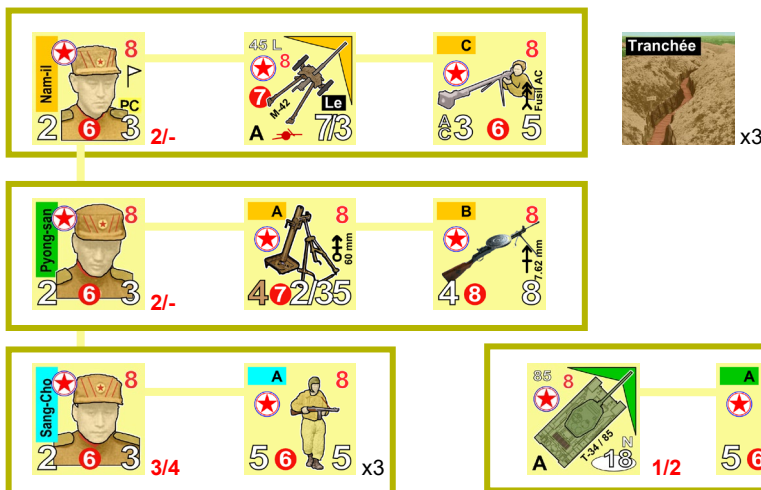 Nam-il
8
PC
2 6 3
2/-
45 L
8
7
M-42
Le
A 7/3
C
8
Fusil AC
AC 3 6 5
Tranchée
x3
Pyong-san
8
2 6 3
2/-
A
8
60 mm
4 7 2/35
B
8
7.62 mm
4 8 8
Sang-Cho
8
2 6 3
3/4
A
8
5 6 5
x3
85
8
T-34 / 85
N
A 18
1/2
A
5 6